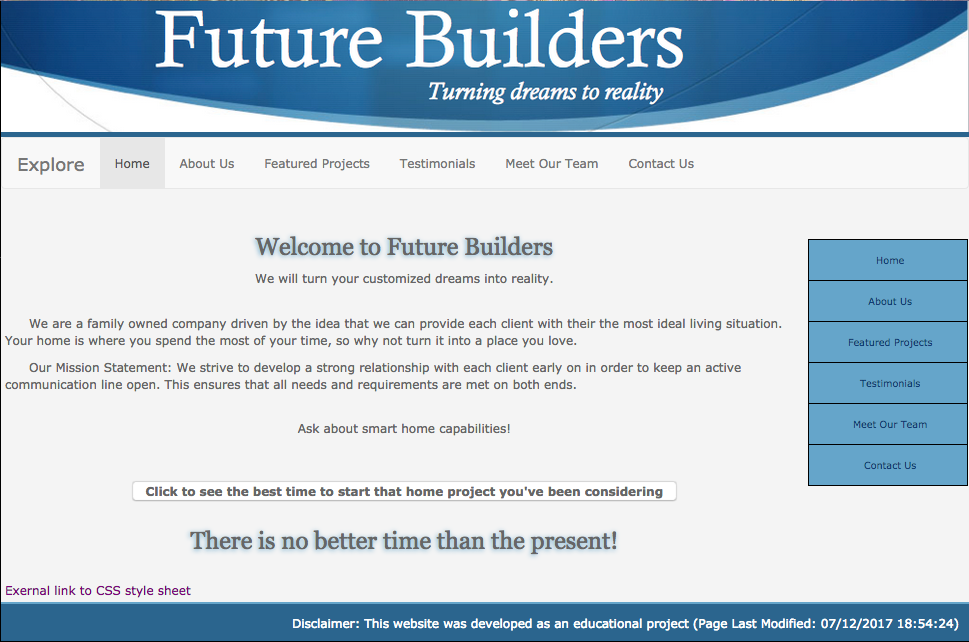 Future Builders
Turning dreams to reality
Explore Home About Us Featured Projects Testimonials Meet Our Team Contact Us
Welcome to Future Builders
We will turn your customized dreams into reality.
We are a family owned company driven by the idea that we can provide each client with their the most ideal living situation.
Your home is where you spend the most of your time, so why not turn it into a place you love.
Our Mission Statement: We strive to develop a strong relationship with each client early on in order to keep an active
communication line open. This ensures that all needs and requirements are met on both ends.
Ask about smart home capabilities!
Click to see the best time to start that home project you've been considering
There is no better time than the present!
Exernal link to CSS style sheet
Home
About Us
Featured Projects
Testimonials
Meet Our Team
Contact Us
Disclaimer: This website was developed as an educational project (Page Last Modified: 07/12/2017 18:54:24)